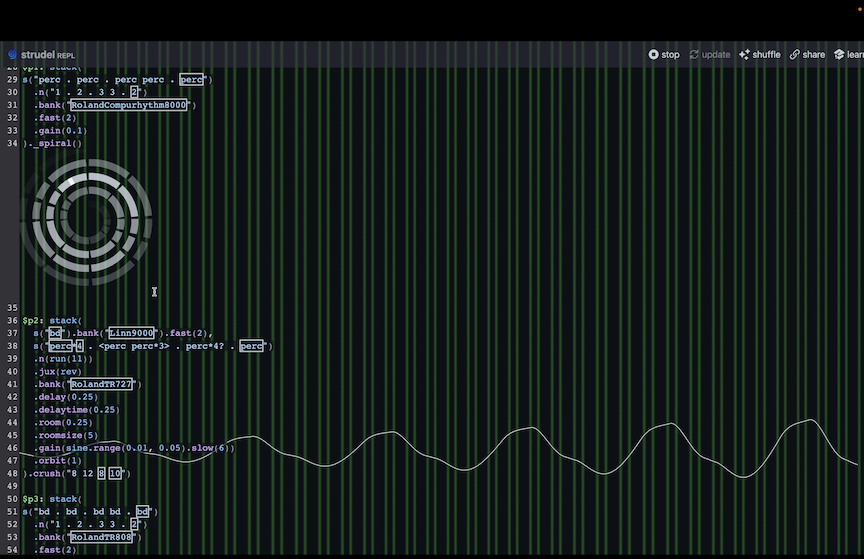 strudel REPL
stop update shuffle share learn
28 $p1: stack(
29 s("perc . perc . perc perc . perc")
30 .n("1 . 2 . 3 3 . 2")
31 .bank("RolandCompurhythm8000")
32 .fast(2)
33 .gain(0.1)
34 )._spiral()
35
36 $p2: stack(
37 s("bd").bank("Linn9000").fast(2),
38 s("perc*4 . <perc perc*3> . perc*4? . perc")
39 .n(run(11))
40 .jux(rev)
41 .bank("RolandTR727")
42 .delay(0.25)
43 .delaytime(0.25)
44 .room(0.25)
45 .roomsize(5)
46 .gain(sine.range(0.01, 0.05).slow(6))
47 .orbit(1)
48 ).crush("8 12 8 10")
49
50 $p3: stack(
51 s("bd . bd . bd bd . bd")
52 .n("1 . 2 . 3 3 . 2")
53 .bank("RolandTR808")
54 .fast(2)